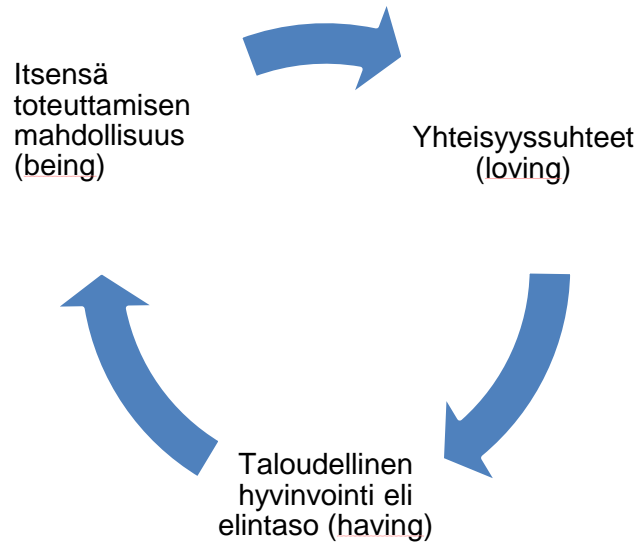 Itsensä
toteuttamisen
mahdollisuus
(being)
Yhteisyyssuhteet
(loving)
Taloudellinen
hyvinvointi eli
elintaso (having)